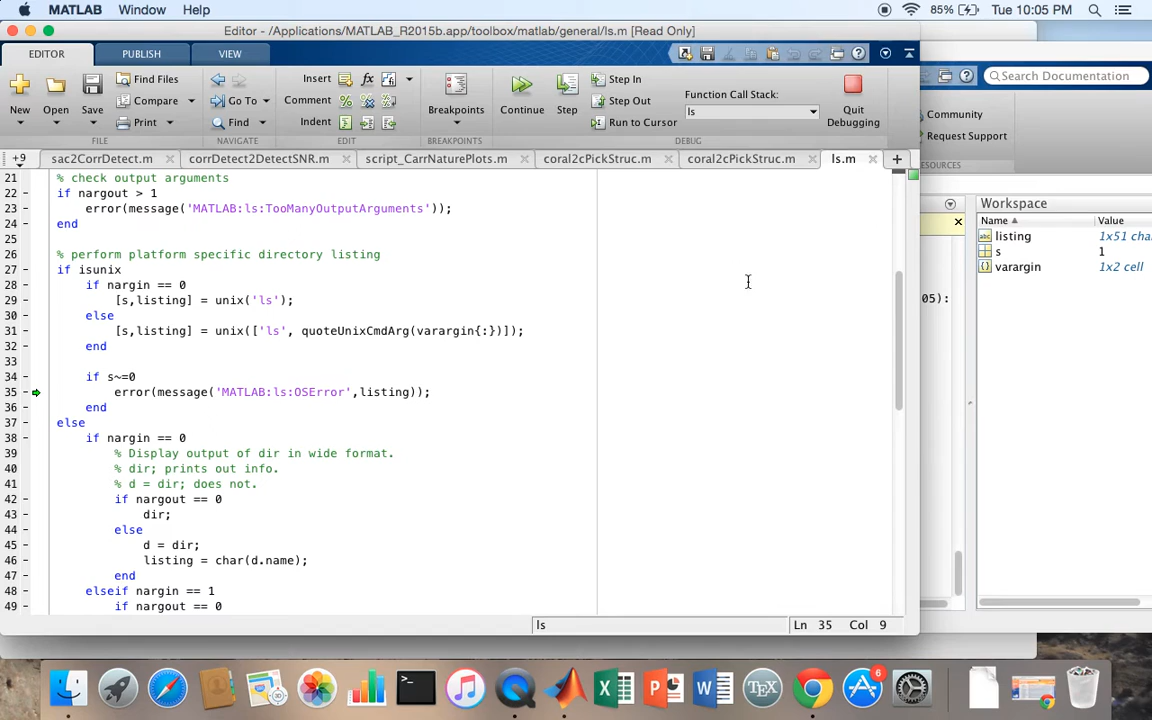 MATLAB Window Help 85% Tue 10:05 PM
Editor - /Applications/MATLAB_R2015b.app/toolbox/matlab/general/ls.m [Read Only]
EDITOR PUBLISH VIEW
Search Documentation
New Open Save Find Files Compare Print
Go To Find
Insert fx
Comment
Indent
Breakpoints
Continue Step Step In Step Out Run to Cursor
Function Call Stack:
ls
Quit Debugging
Community
Request Support
FILE NAVIGATE EDIT BREAKPOINTS DEBUG RESOURCES
+9 sac2CorrDetect.m corrDetect2DetectSNR.m script_CarrNaturePlots.m coral2cPickStruc.m coral2cPickStruc.m ls.m
21 % check output arguments
22 if nargout > 1
23 error(message('MATLAB:ls:TooManyOutputArguments'));
24 end
25
26 % perform platform specific directory listing
27 if isunix
28 if nargin == 0
29 [s,listing] = unix('ls');
30 else
31 [s,listing] = unix(['ls', quoteUnixCmdArg(varargin{:})]);
32 end
33
34 if s~=0
35 error(message('MATLAB:ls:OSError',listing));
36 end
37 else
38 if nargin == 0
39 % Display output of dir in wide format.
40 % dir; prints out info.
41 % d = dir; does not.
42 if nargout == 0
43 dir;
44 else
45 d = dir;
46 listing = char(d.name);
47 end
48 elseif nargin == 1
49 if nargout == 0
05):
Workspace
Name Value
listing 1x51 cha
s 1
varargin 1x2 cell
ls Ln 35 Col 9
6